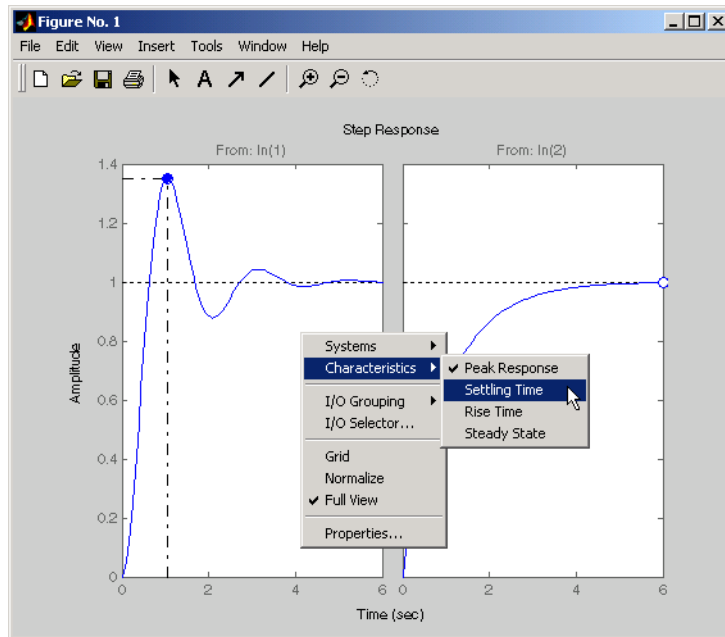 Figure No. 1
File Edit View Insert Tools Window Help
A
Step Response
From: In(1)
From: In(2)
1.4
1.2
1
0.8
0.6
0.4
0.2
0
Amplitude
0 2 4 6
0 2 4 6
Time (sec)
Systems
Characteristics
I/O Grouping
I/O Selector...
Grid
Normalize
Full View
Properties...
Peak Response
Settling Time
Rise Time
Steady State